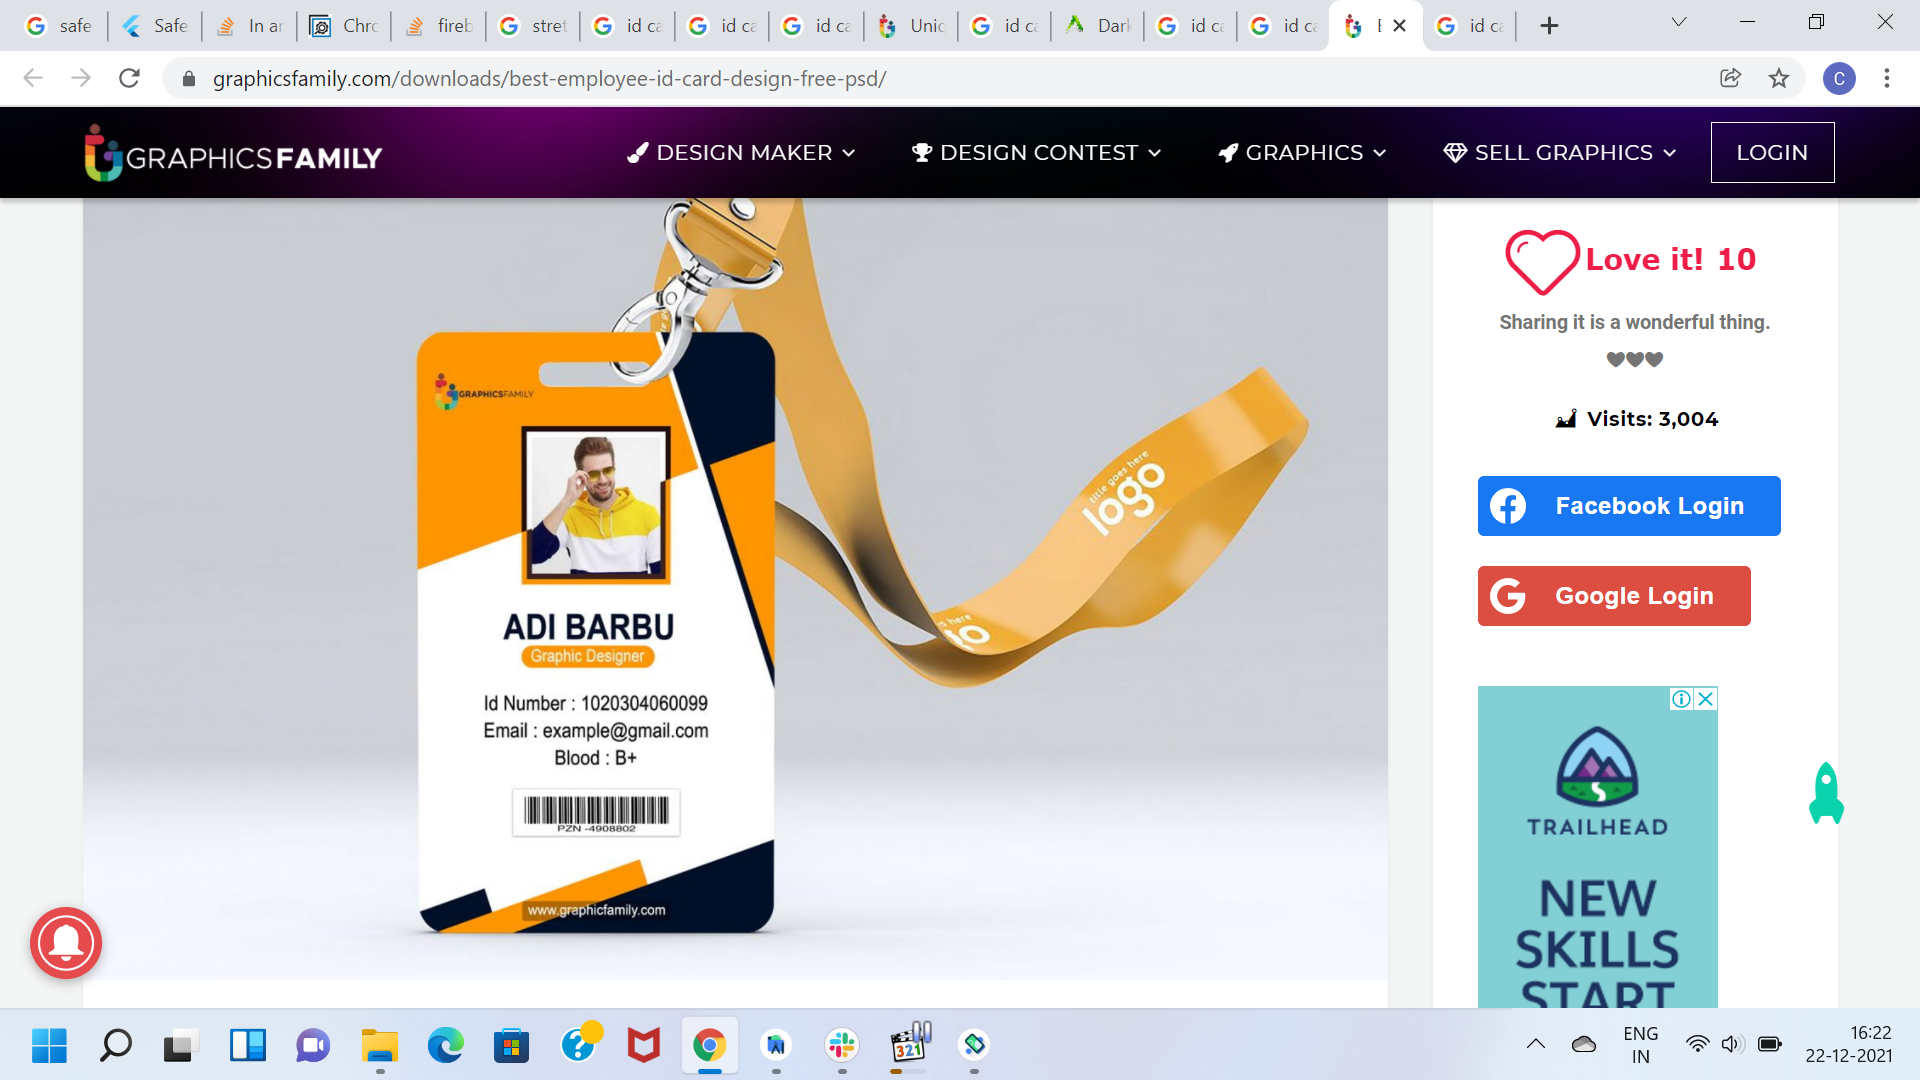 safe
Safe
In ar
Chro
fireb
stret
id ca
id ca
id ca
Uniq
id ca
Dark
id ca
id ca
id ca
graphicsfamily.com/downloads/best-employee-id-card-design-free-psd/
C
GRAPHICSFAMILY
DESIGN MAKER
DESIGN CONTEST
GRAPHICS
SELL GRAPHICS
LOGIN
GRAPHICSFAMILY
ADI BARBU
Graphic Designer
Id Number : 1020304060099
Email : example@gmail.com
Blood : B+
PZN -4908802
www.graphicfamily.com
title goes here
logo
s here
Love it! 10
Sharing it is a wonderful thing.
Visits: 3,004
Facebook Login
Google Login
TRAILHEAD
NEW
SKILLS
START
321
ENG
IN
16:22
22-12-2021